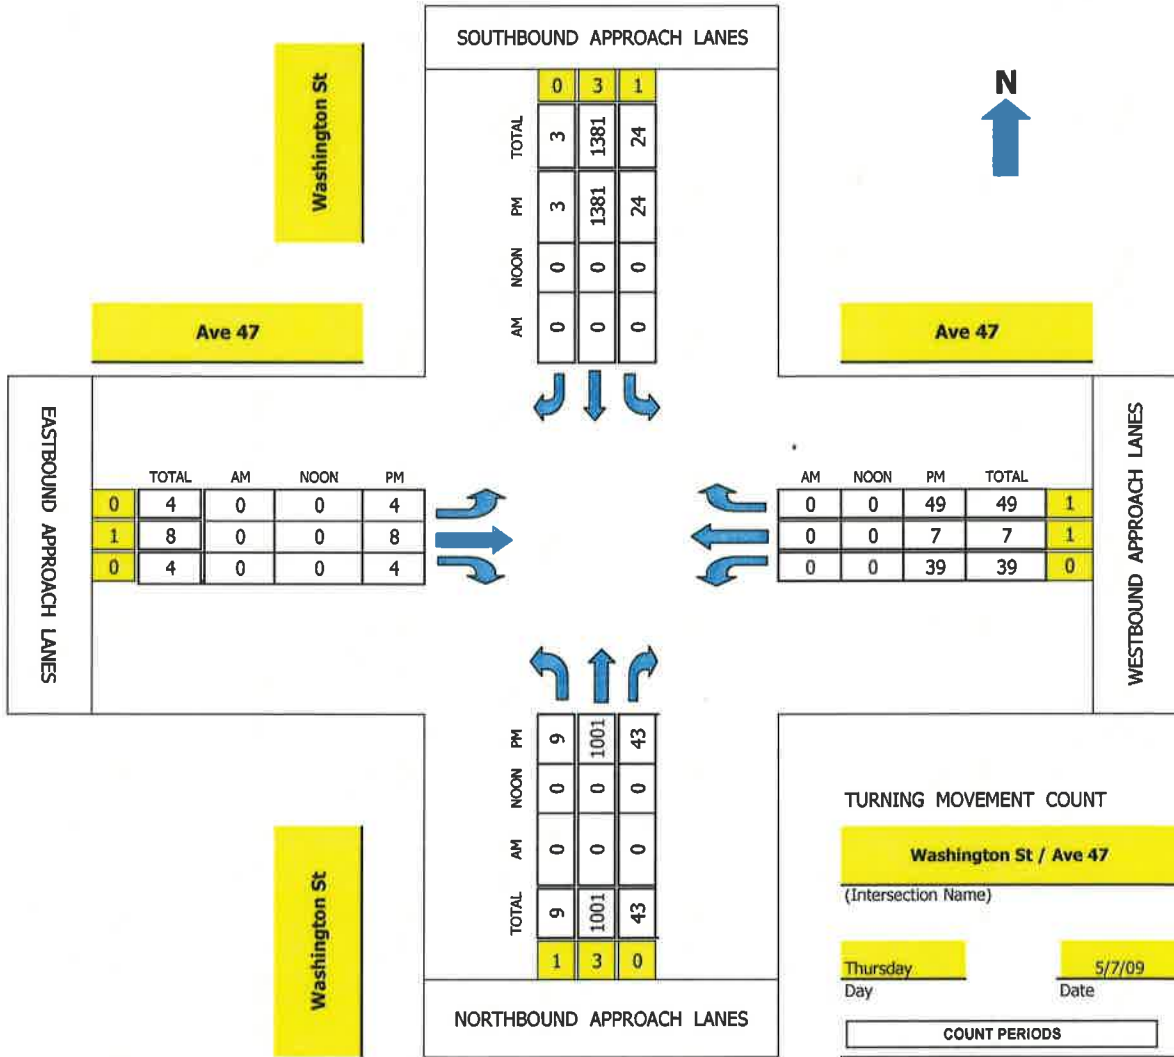 SOUTHBOUND APPROACH LANES
Washington St
N
0 3 1
TOTAL 3 1381 24
PM 3 1381 24
NOON 0 0 0
AM 0 0 0
Ave 47
Ave 47
EASTBOUND APPROACH LANES
TOTAL AM NOON PM
0 4 0 0 4
1 8 0 0 8
0 4 0 0 4
AM NOON PM TOTAL
0 0 49 49 1
0 0 7 7 1
0 0 39 39 0
WESTBOUND APPROACH LANES
PM 9 1001 43
NOON 0 0 0
AM 0 0 0
TOTAL 9 1001 43
1 3 0
NORTHBOUND APPROACH LANES
Washington St
TURNING MOVEMENT COUNT
Washington St / Ave 47
(Intersection Name)
Thursday 5/7/09
Day Date
COUNT PERIODS